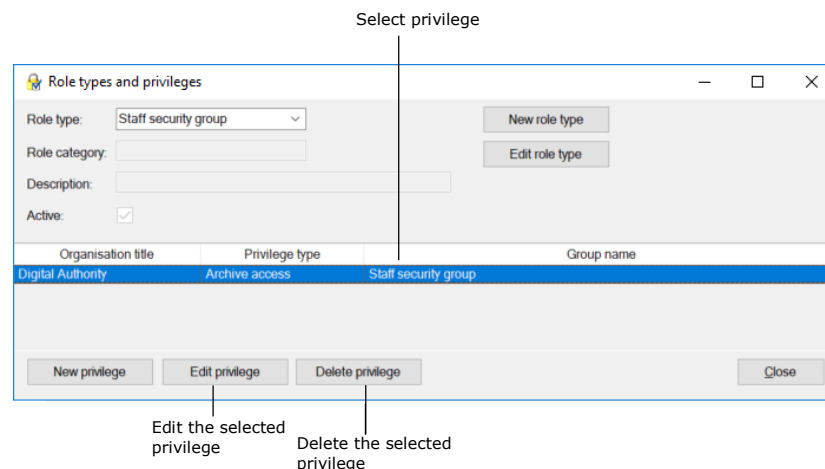 Select privilege
Role types and privileges
Role type: Staff security group New role type
Role category: Edit role type
Description:
Active:
Organisation title Privilege type Group name
Digital Authority Archive access Staff security group
New privilege Edit privilege Delete privilege Close
Edit the selected
privilege
Delete the selected
privilege